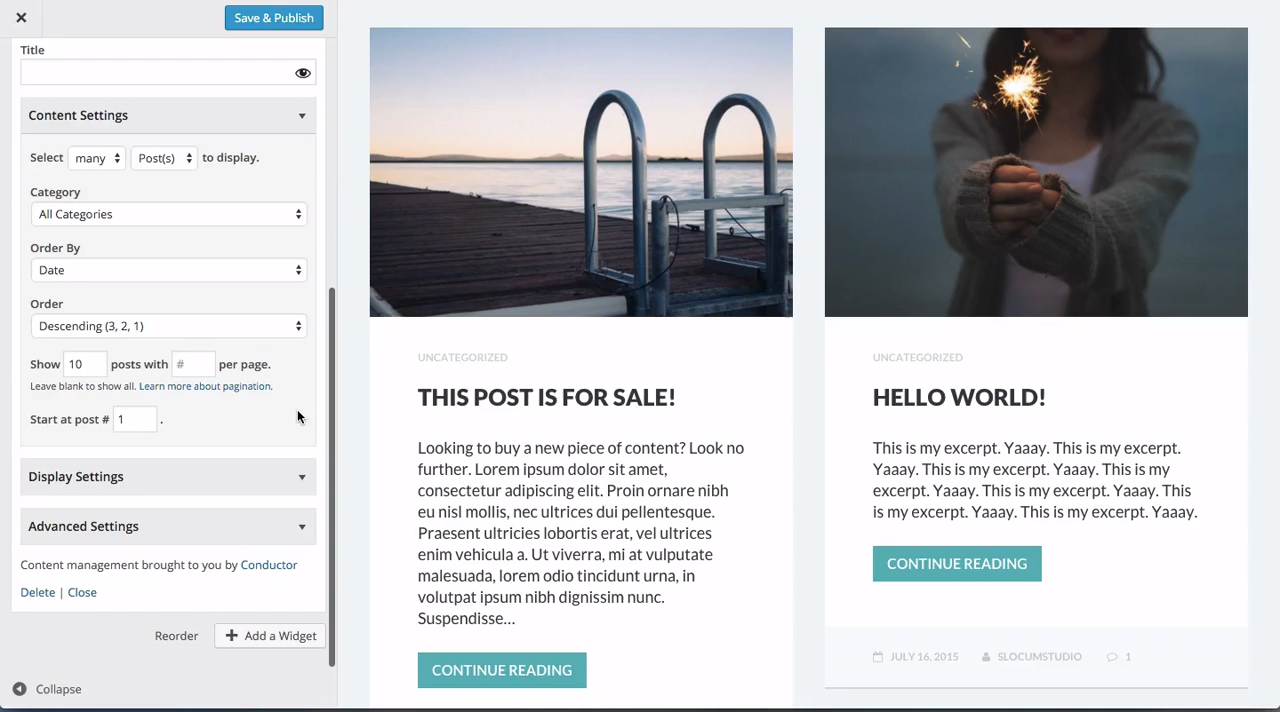 Save & Publish
Title
Content Settings
Select many Post(s) to display.
Category
All Categories
Order By
Date
Order
Descending (3, 2, 1)
Show 10 posts with # per page.
Leave blank to show all. Learn more about pagination.
Start at post # 1 .
Display Settings
Advanced Settings
Content management brought to you by Conductor
Delete | Close
Reorder
Add a Widget
Collapse
UNCATEGORIZED
THIS POST IS FOR SALE!
Looking to buy a new piece of content? Look no
further. Lorem ipsum dolor sit amet,
consectetur adipiscing elit. Proin ornare nibh
eu nisl mollis, nec ultrices dui pellentesque.
Praesent ultricies lobortis erat, vel ultrices
enim vehicula a. Ut viverra, mi at vulputate
malesuada, lorem odio tincidunt urna, in
volutpat ipsum nibh dignissim nunc.
Suspendisse...
CONTINUE READING
UNCATEGORIZED
HELLO WORLD!
This is my excerpt. Yaaay. This is my excerpt.
Yaaay. This is my excerpt. Yaaay. This is my
excerpt. Yaaay. This is my excerpt. Yaaay. This
is my excerpt. Yaaay. This is my excerpt. Yaaay.
CONTINUE READING
JULY 16, 2015 SLOCUMSTUDIO 1